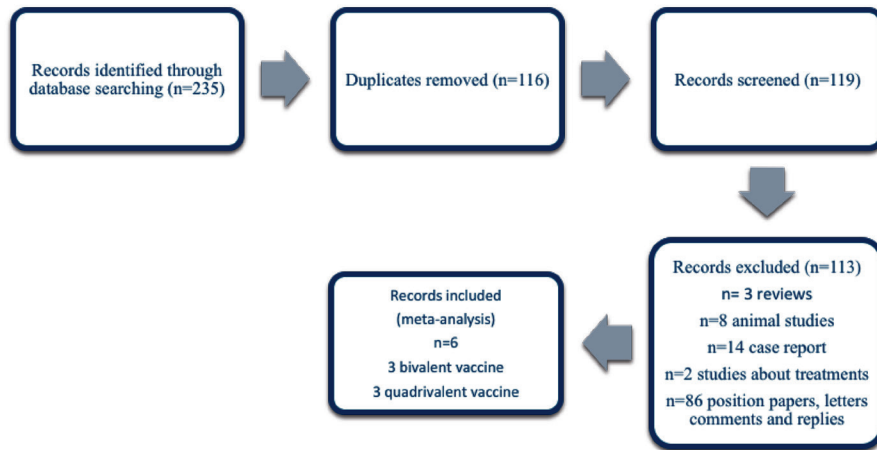 Records identified through
database searching (n=235)
Duplicates removed (n=116)
Records screened (n=119)
Records excluded (n=113)
n= 3 reviews
n=8 animal studies
n=14 case report
n=2 studies about treatments
n=86 position papers, letters
comments and replies
Records included
(meta-analysis)
n=6
3 bivalent vaccine
3 quadrivalent vaccine